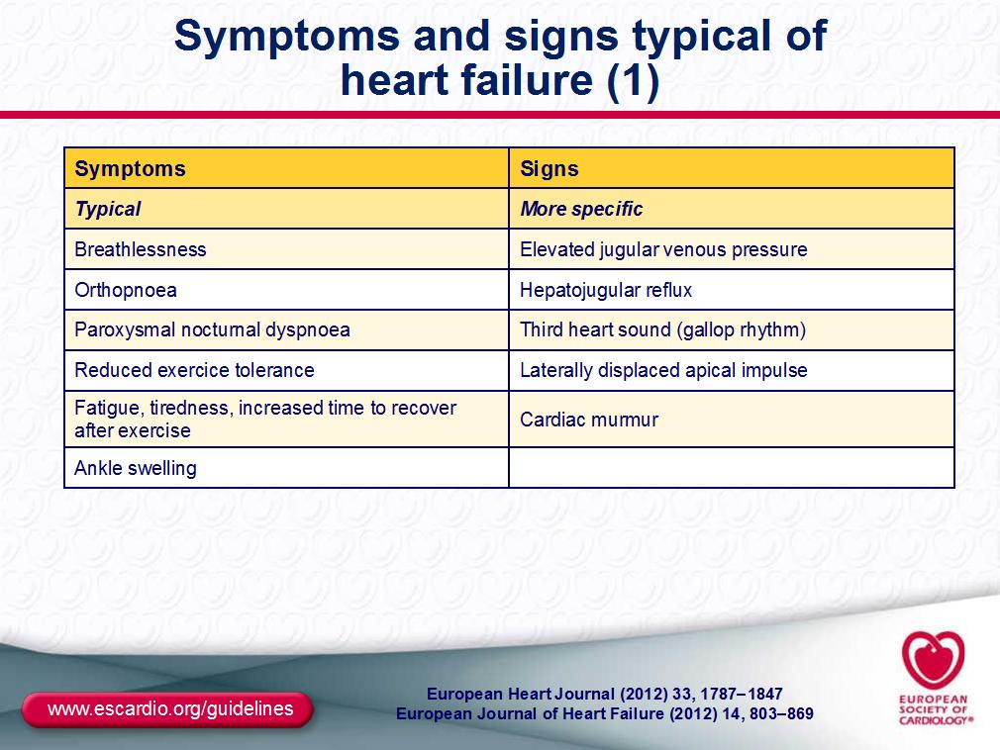 Symptoms and signs typical of
heart failure (1)
Symptoms Signs
Typical More specific
Breathlessness Elevated jugular venous pressure
Orthopnoea Hepatojugular reflux
Paroxysmal nocturnal dyspnoea Third heart sound (gallop rhythm)
Reduced exercice tolerance Laterally displaced apical impulse
Fatigue, tiredness, increased time to recover
after exercise Cardiac murmur
Ankle swelling
www.escardio.org/guidelines
European Heart Journal (2012) 33, 1787–1847
European Journal of Heart Failure (2012) 14, 803–869
EUROPEAN
SOCIETY OF
CARDIOLOGY®